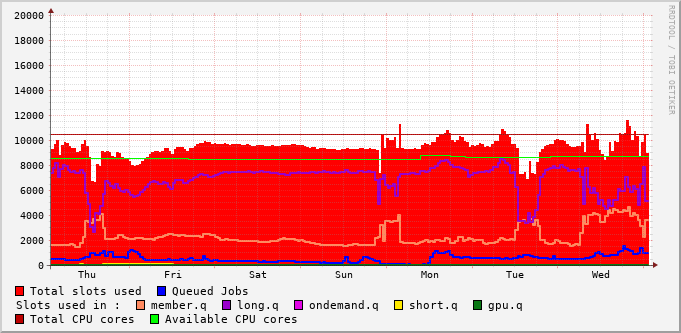 20000
18000
16000
14000
12000
10000
8000
6000
4000
2000
0
Thu Fri Sat Sun Mon Tue Wed
RRDTOOL / TOBI OETIKER
Total slots used Queued Jobs
Slots used in : member.q long.q ondemand.q short.q gpu.q
Total CPU cores Available CPU cores